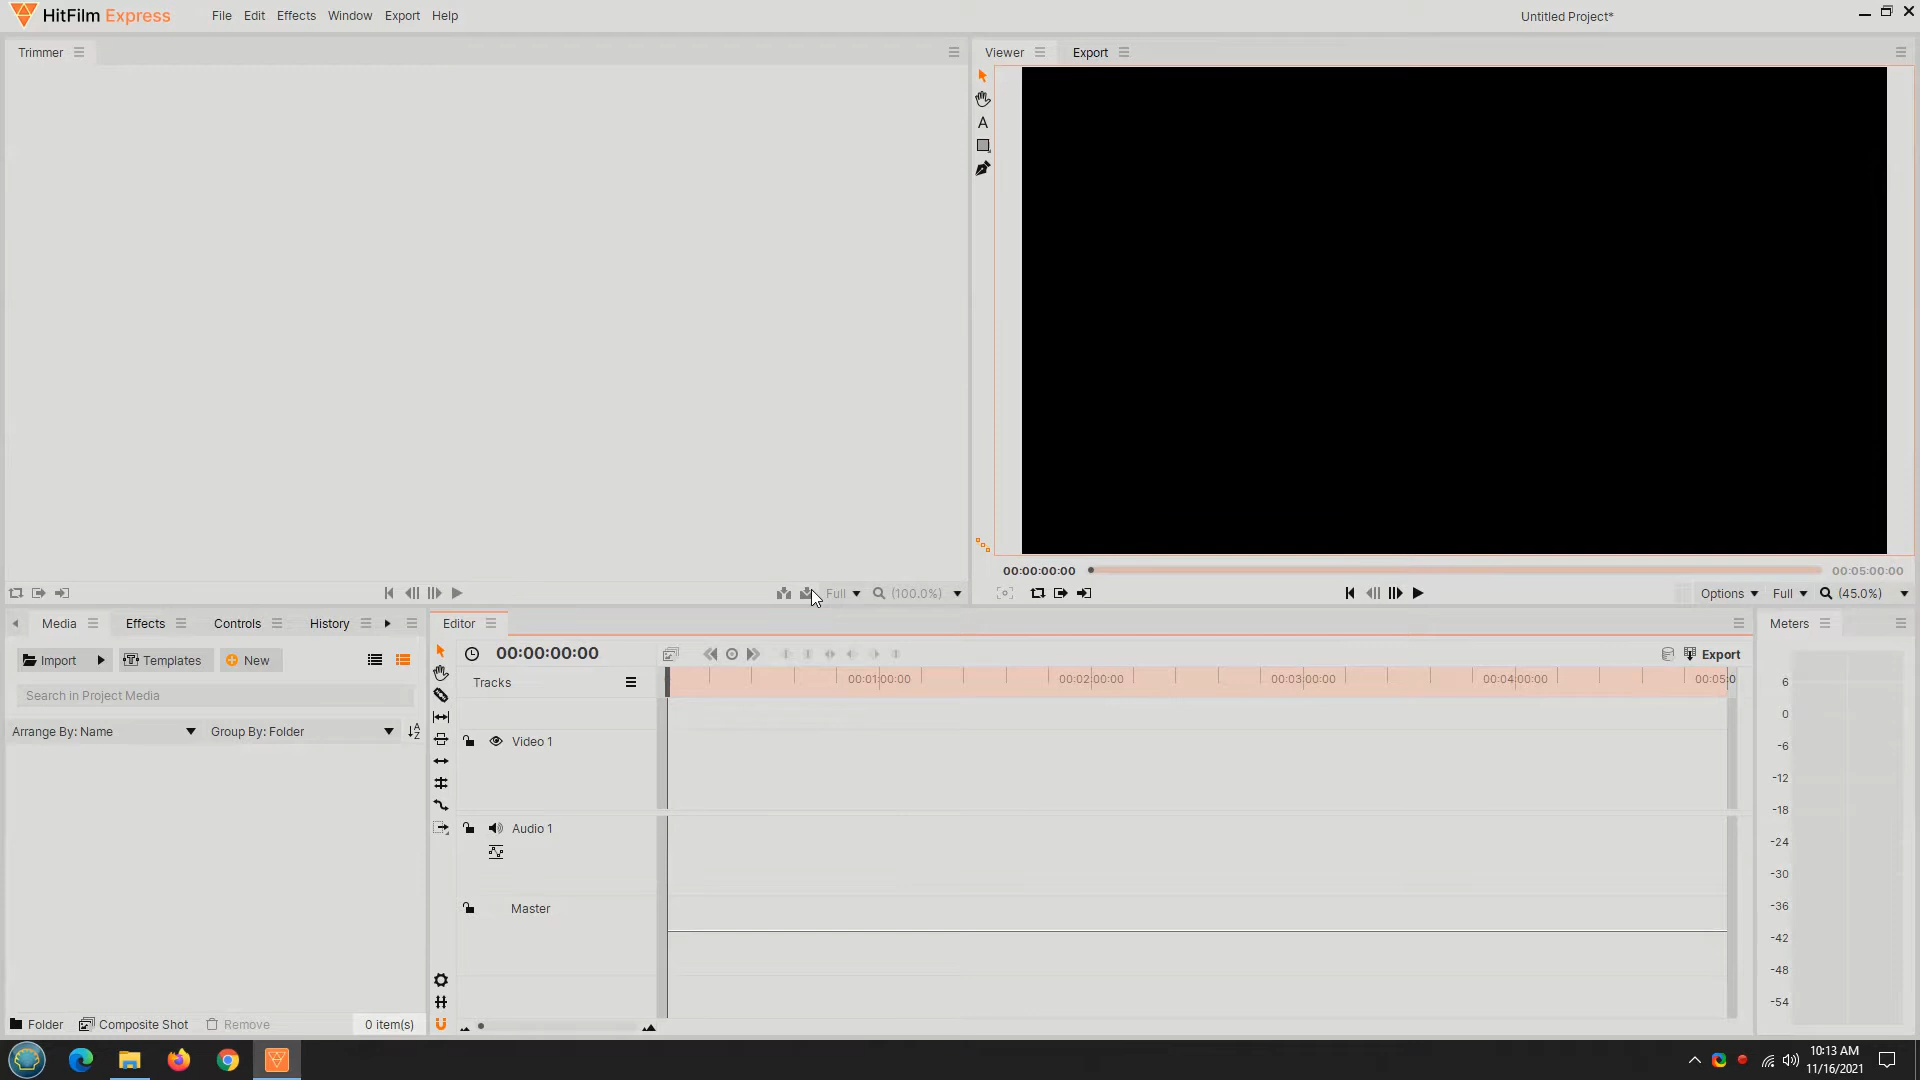 HitFilm Express File Edit Effects Window Export Help Untitled Project*
Trimmer Viewer Export
A
00:00:00:00 00:05:00:00
Full (100.0%) Options Full (45.0%)
Media Effects Controls History Editor Meters
Import Templates New 00:00:00:00 Export
Tracks 00:01:00:00 00:02:00:00 00:03:00:00 00:04:00:00 00:05:0 0
Search in Project Media
Arrange By: Name Group By: Folder
Video 1
Audio 1
Master
6
0
-6
-12
-18
-24
-30
-36
-42
-48
-54
Folder Composite Shot Remove 0 item(s)
10:13 AM
11/16/2021